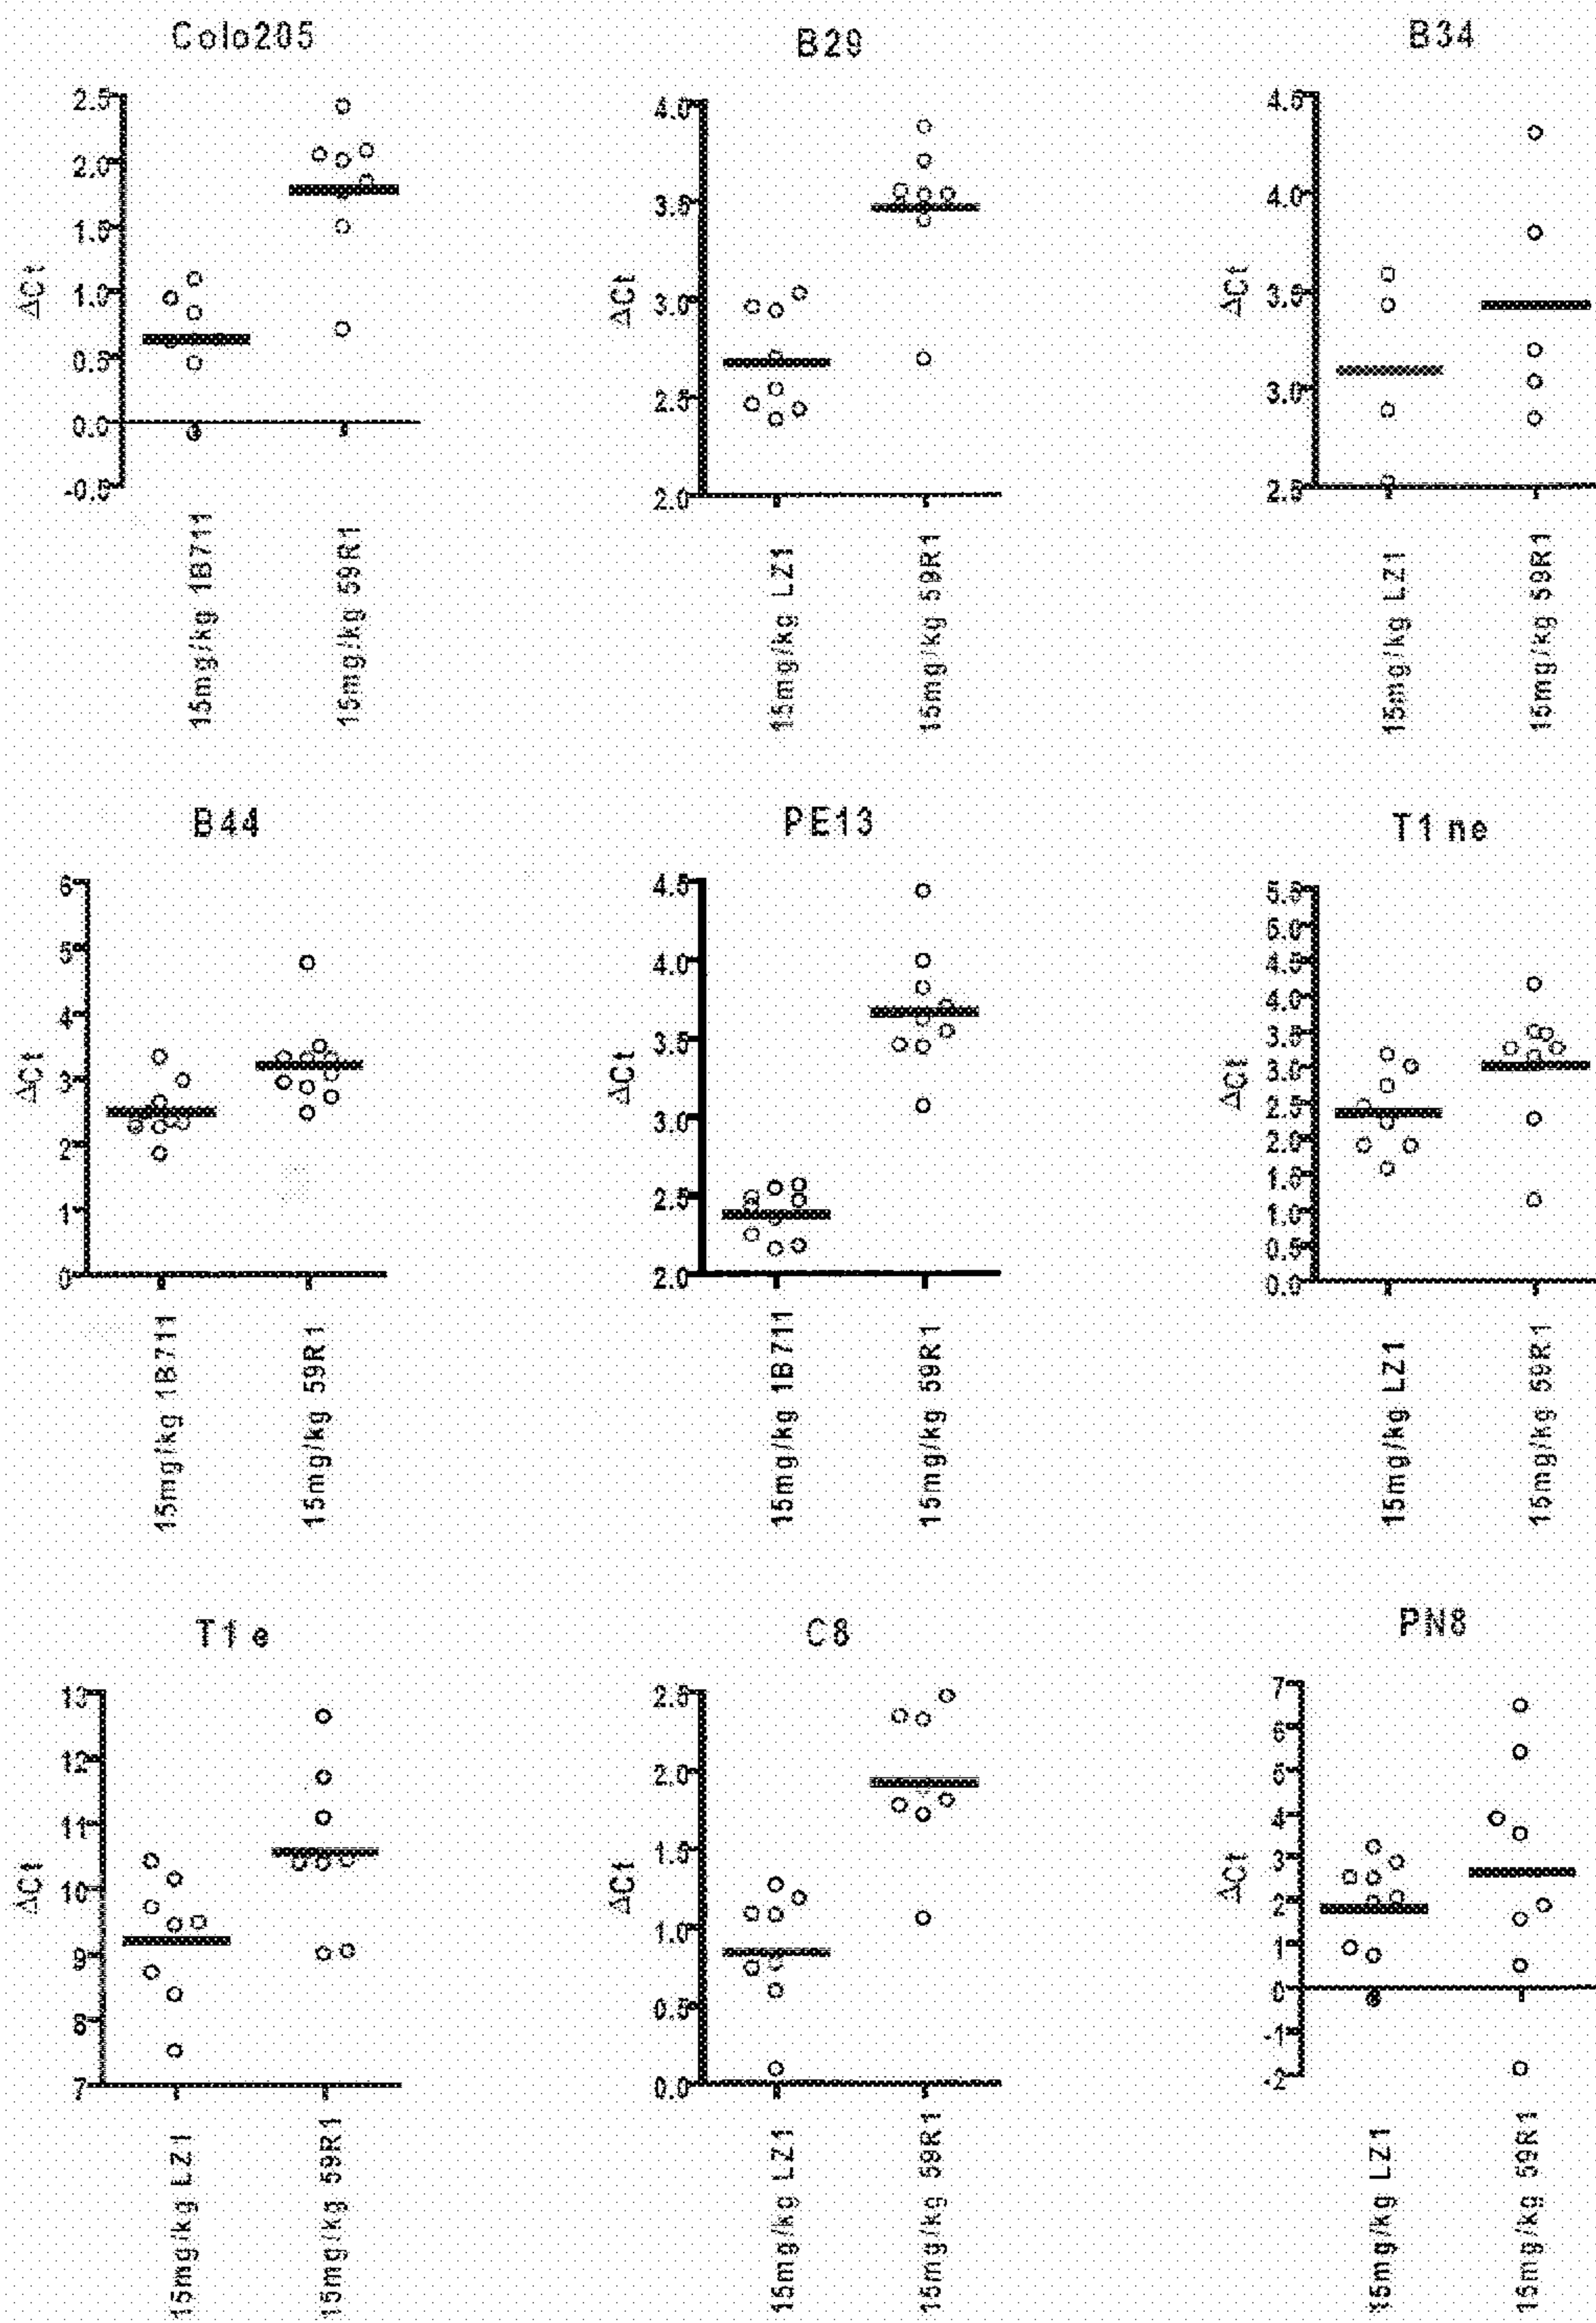 Colo205
2.5
2.0
1.5
1.0
0.5
0.0
-0.5
ΔCt
15mg/kg 1B711
15mg/kg 59R1
B29
4.0
3.5
3.0
2.5
2.0
ΔCt
15mg/kg LZ1
15mg/kg 59R1
B34
4.5
4.0
3.5
3.0
2.5
ΔCt
15mg/kg LZ1
15mg/kg 59R1
B44
6
5
4
3
2
1
0
ΔCt
15mg/kg 1B711
15mg/kg 59R1
PE13
4.5
4.0
3.5
3.0
2.5
2.0
ΔCt
15mg/kg 1B711
15mg/kg 59R1
T1 ne
5.5
5.0
4.5
4.0
3.5
3.0
2.5
2.0
1.5
1.0
0.5
0.0
ΔCt
15mg/kg LZ1
15mg/kg 59R1
T1 e
13
12
11
10
9
8
7
ΔCt
15mg/kg LZ1
15mg/kg 59R1
C8
2.5
2.0
1.5
1.0
0.5
0.0
ΔCt
15mg/kg LZ1
15mg/kg 59R1
PN8
7
6
5
4
3
2
1
0
-1
-2
ΔCt
15mg/kg LZ1
15mg/kg 59R1